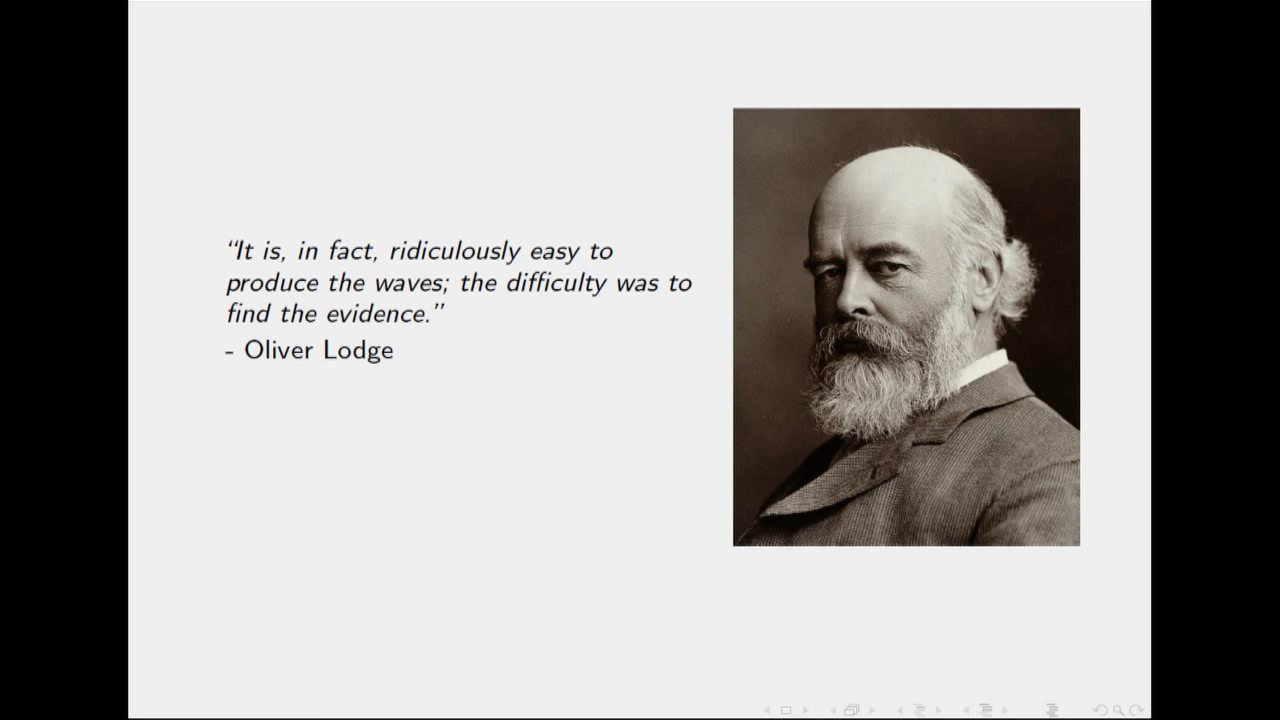 “It is, in fact, ridiculously easy to
produce the waves; the difficulty was to
find the evidence.”
- Oliver Lodge